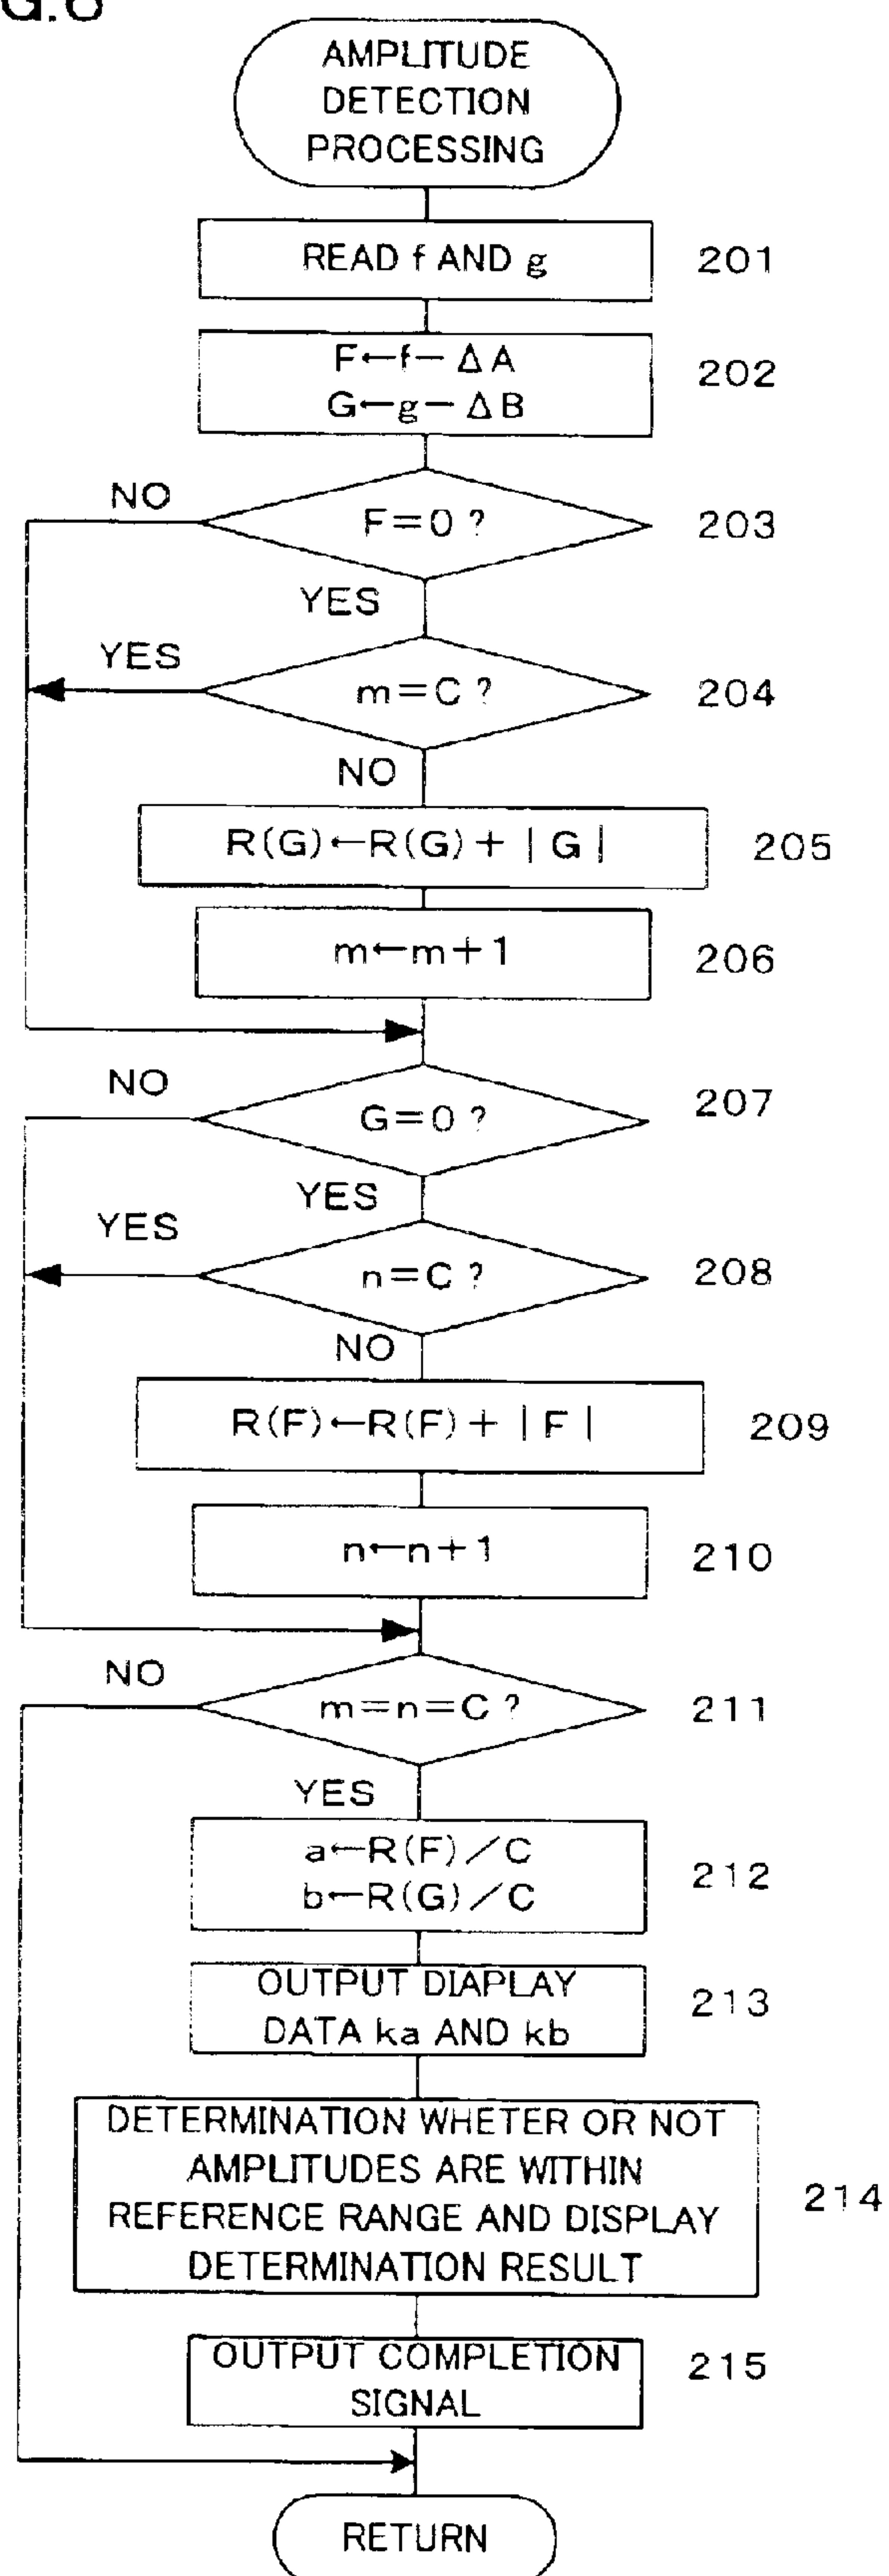 AMPLITUDE
DETECTION
PROCESSING
READ f AND g
201
F←f－ΔA
G←g－ΔB
202
NO
F=0 ?
203
YES
YES
m=C ?
204
NO
R(G)←R(G)+|G|
205
m←m+1
206
NO
G=0 ?
207
YES
YES
n=C ?
208
NO
R(F)←R(F)+|F|
209
n←n+1
210
NO
m=n=C ?
211
YES
a←R(F)／C
b←R(G)／C
212
OUTPUT DIAPLAY
DATA ka AND kb
213
DETERMINATION WHETER OR NOT
AMPLITUDES ARE WITHIN
REFERENCE RANGE AND DISPLAY
DETERMINATION RESULT
214
OUTPUT COMPLETION
SIGNAL
215
RETURN